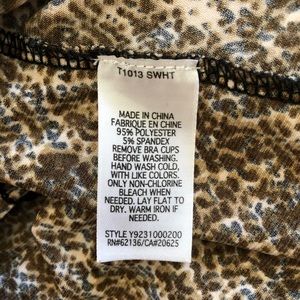 T1013 SWHT
MADE IN CHINA
FABRIQUE EN CHINE
95% POLYESTER
5% SPANDEX
REMOVE BRA CUPS
BEFORE WASHING.
HAND WASH COLD,
WITH LIKE COLORS.
ONLY NON-CHLORINE
BLEACH WHEN
NEEDED. LAY FLAT TO
DRY. WARM IRON IF
NEEDED.
STYLE Y9231000200
RN#62136/CA#20625